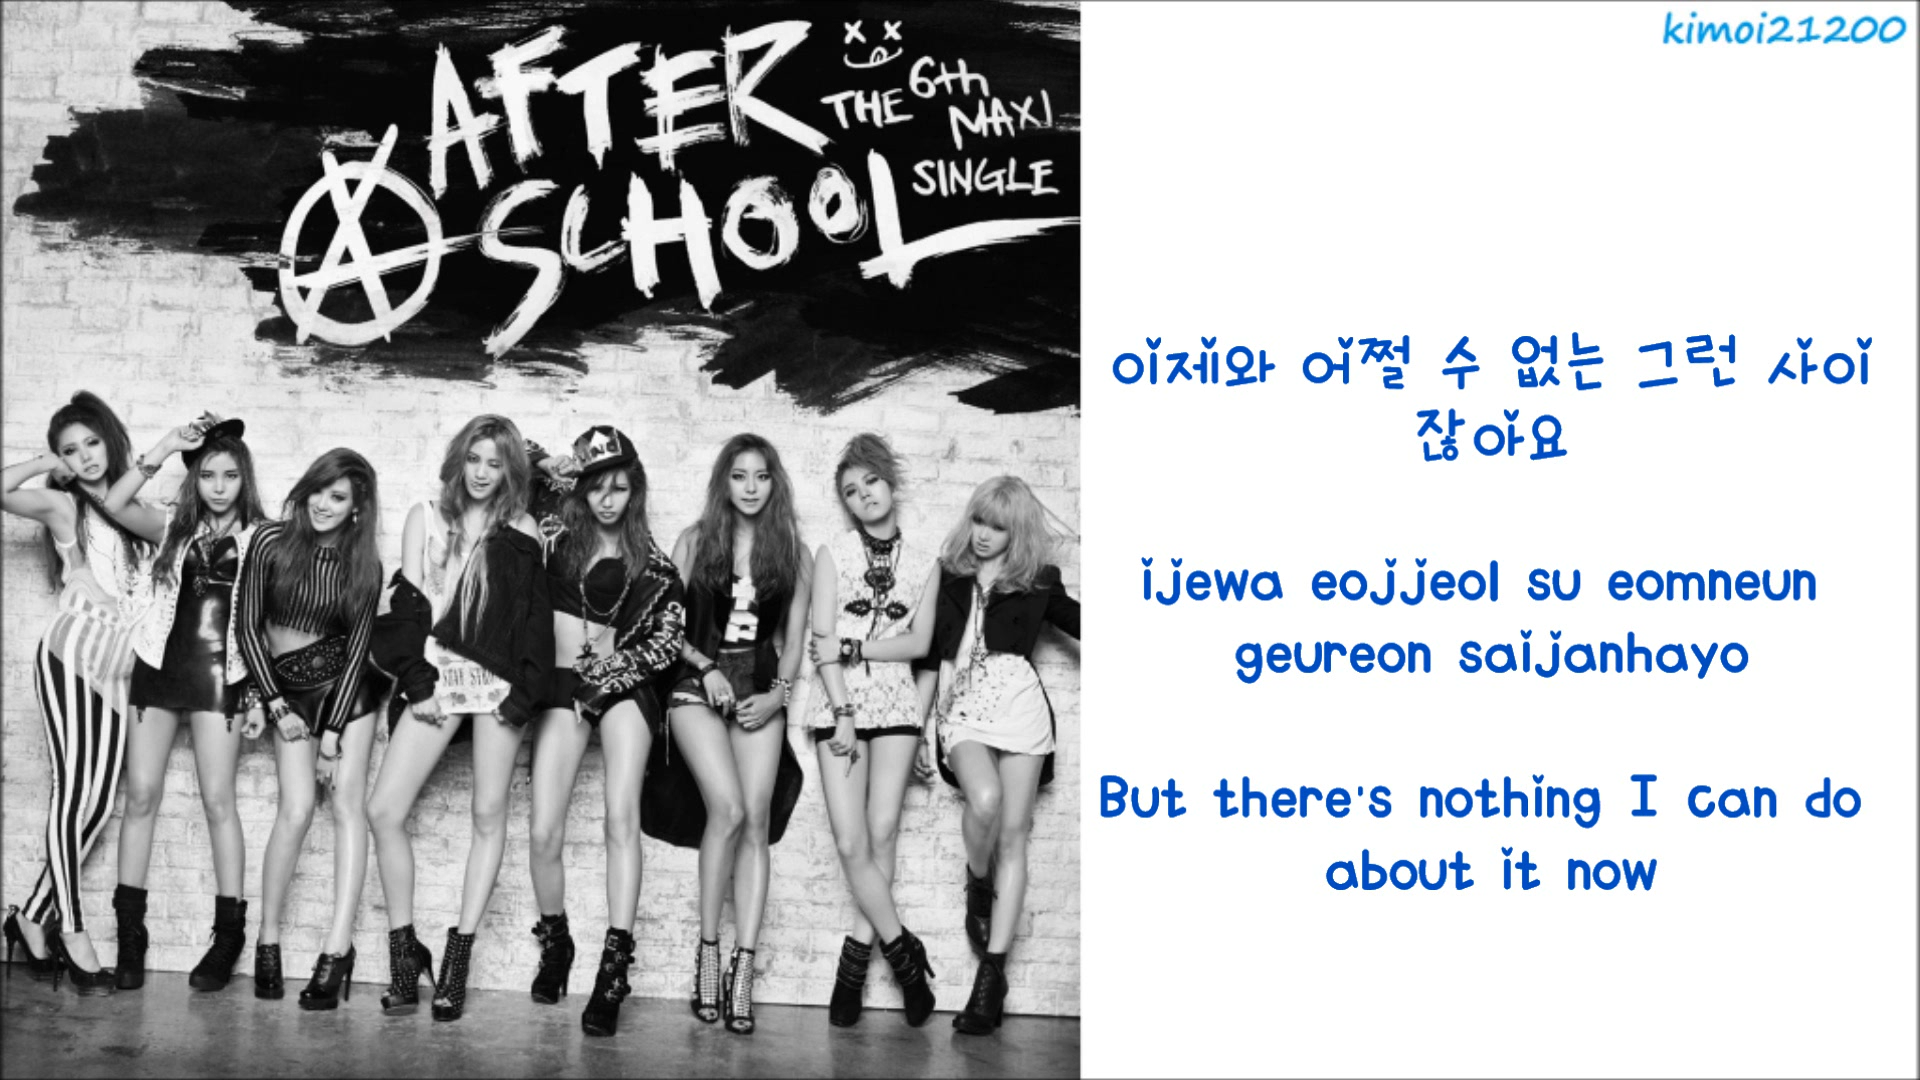 kimoi21200
AFTER
SCHOOL
THE 6th
MAXI
SINGLE
이제와 어쩔 수 없는 그런 사이
잖아요
ijewa eojjeol su eomneun
geureon saijanhayo
But there's nothing I can do
about it now